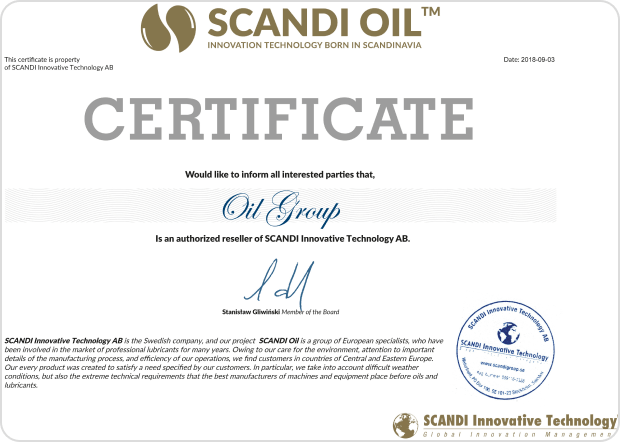 SCANDI OIL™
INNOVATION TECHNOLOGY BORN IN SCANDINAVIA
This certificate is property
of SCANDI Innovative Technology AB
Date: 2018-09-03
CERTIFICATE
Would like to inform all interested parties that,
Oil Group
Is an authorized reseller of SCANDI Innovative Technology AB.
Stanisław Gliwiński Member of the Board
SCANDI Innovative Technology AB is the Swedish company, and our project SCANDI Oil is a group of European specialists, who have
been involved in the market of professional lubricants for many years. Owing to our care for the environment, attention to important
details of the manufacturing process, and efficiency of our operations, we find customers in countries of Central and Eastern Europe.
Our every product was created to satisfy a need specified by our customers. In particular, we take into account difficult weather
conditions, but also the extreme technical requirements that the best manufacturers of machines and equipment place before oils and
lubricants.
SCANDI Innovative Technology AB
SCANDI Innovative Technology
www.scandigroup.se
SCANDI Innovative Technology
Global Innovation Managemen